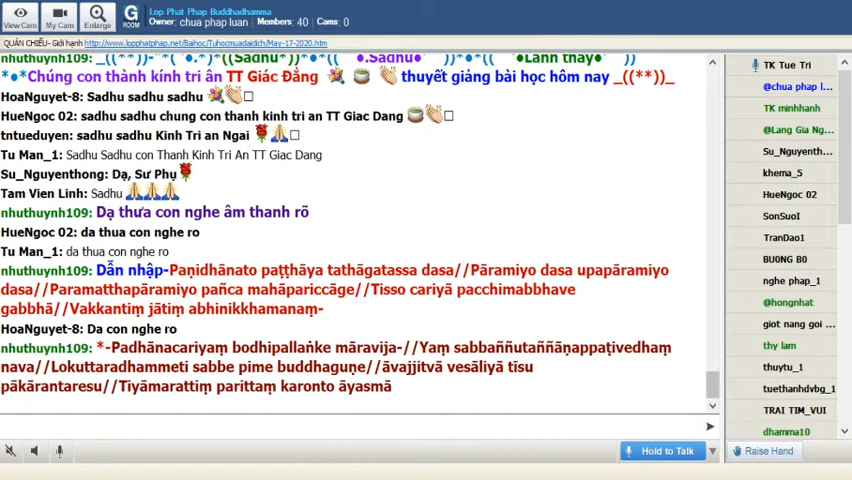 Lop Phat Phap Buddhadhamma
Owner: chua phap luan Members: 40 Cams: 0
View Cam My Cam Enlarge G ROOM
QUÁN CHIẾU- Giới hạnh http://www.lopphatphap.net/Baihoc/Tuhocmuadaidich/May-17-2020.htm
nhuthuynh109: _((**))-*●(●.*)*((Sadhu*)*●*(( *●.Sadhu )*●*(( *●Lành thay● ))
*●*Chúng con thành kính tri ân TT Giác Đẳng thuyết giảng bài học hôm nay _((**))_
HoaNguyet-8: Sadhu sadhu sadhu
HueNgoc 02: sadhu sadhu chung con thanh kinh tri an TT Giac Dang
tntueduyen: sadhu sadhu Kinh Tri an Ngai
Tu Man_1: Sadhu Sadhu con Thanh Kinh Tri An TT Giac Dang
Su_Nguyenthong: Dạ, Sư Phụ
Tam Vien Linh: Sadhu
nhuthuynh109: Dạ thưa con nghe âm thanh rõ
HueNgoc 02: da thua con nghe ro
Tu Man_1: da thua con nghe ro
nhuthuynh109: Dẫn nhập-Paṇidhānato paṭṭhāya tathāgatassa dasa//Pāramiyo dasa upapāramiyo
dasa//Paramatthapāramiyo pañca mahāpariccāge//Tisso cariyā pacchimabbhave
gabbhā//Vakkantiṃ jātiṃ abhinikkhamanaṃ-
HoaNguyet-8: Da con nghe ro
nhuthuynh109: *-Padhānacariyaṃ bodhipallaṅke māravija-//Yaṃ sabbaññutaññāṇappaṭivedhaṃ
nava//Lokuttaradhammeti sabbe pime buddhaguṇe//āvajjitvā vesāliyā tīsu
pākārantaresu//Tiyāmarattiṃ parittaṃ karonto āyasmā
TK Tue Tri
@chua phap l...
TK minhhanh
@Lang Gia Ng...
Su_Nguyenth...
khema_5
HueNgoc 02
SonSuoI
TranDao1
BU0NG B0
nghe phap_1
@hongnhat
giot nang goi ...
thy lam
thuytu_1
tuethanhdvbg_1
TRAI TIM_VUI
dhamma10
Hold to Talk
Raise Hand